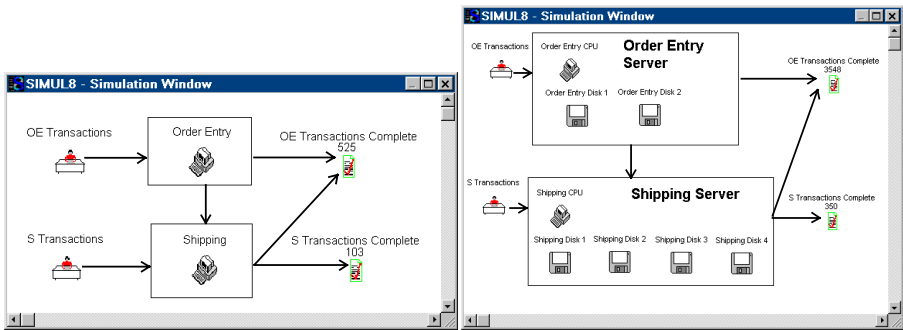 SIMUL8 - Simulation Window
OE Transactions
Order Entry
OE Transactions Complete
525
S Transactions
Shipping
S Transactions Complete
103
SIMUL8 - Simulation Window
OE Transactions
Order Entry CPU
Order Entry
Server
OE Transactions Complete
3548
Order Entry Disk 1
Order Entry Disk 2
S Transactions
Shipping CPU
Shipping Server
S Transactions Complete
350
Shipping Disk 1
Shipping Disk 2
Shipping Disk 3
Shipping Disk 4